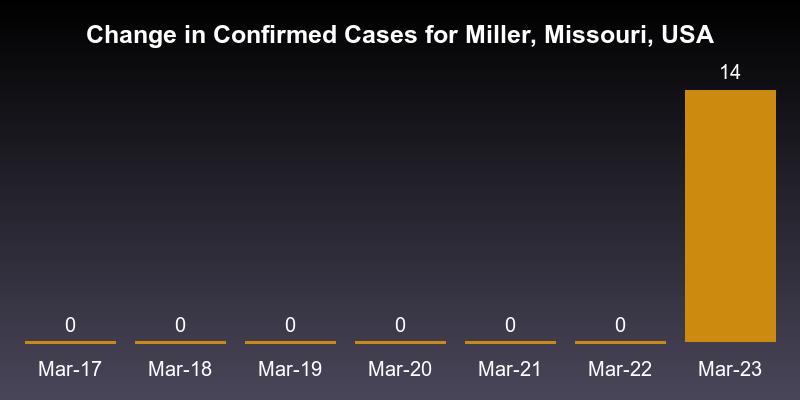 Change in Confirmed Cases for Miller, Missouri, USA
14
0 0 0 0 0 0
Mar-17 Mar-18 Mar-19 Mar-20 Mar-21 Mar-22 Mar-23